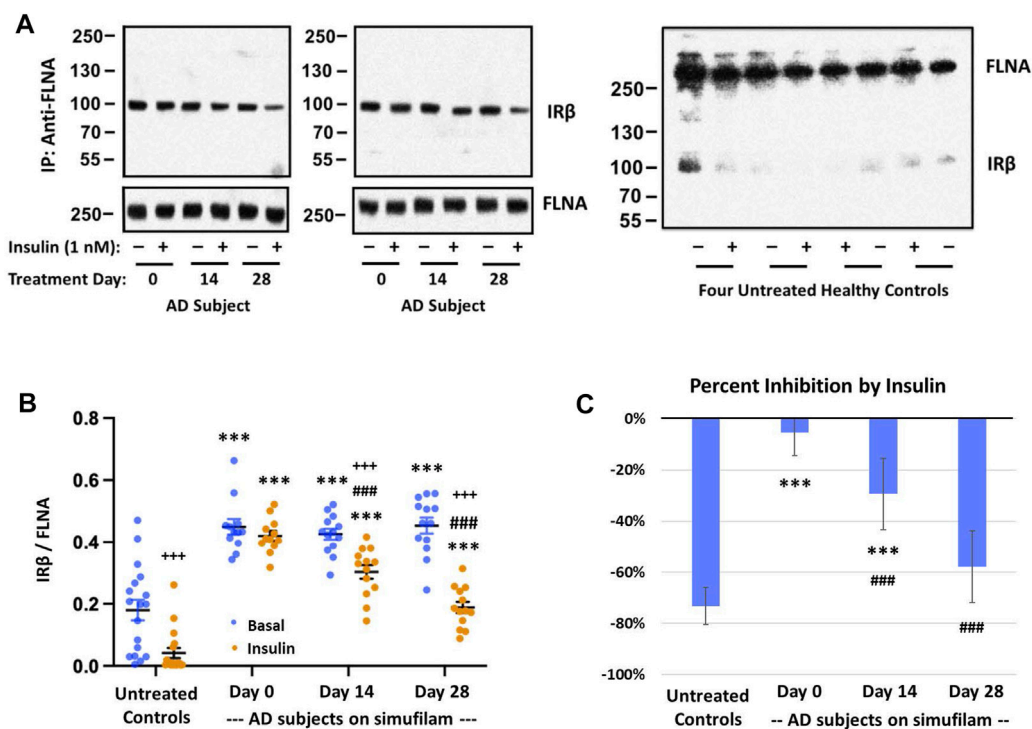 A
IP: Anti-FLNA
250
130
100
70
55
250
250
130
100
70
55
IRβ
250
FLNA
FLNA
250
130
100
IRβ
70
55
Insulin (1 nM): – + – + – +
– + – + – +
– + – + + – + –
Treatment Day: 0 14 28
0 14 28
AD Subject
AD Subject
Four Untreated Healthy Controls
B
IRβ / FLNA
0.8
0.6
0.4
0.2
0.0
***
***
***
***
+++
+++
###
***
+++
###
***
Basal
Insulin
Untreated
Controls
Day 0 Day 14 Day 28
--- AD subjects on simufilam ---
C
Percent Inhibition by Insulin
0%
-20%
-40%
-60%
-80%
-100%
***
***
###
###
Untreated
Controls
Day 0 Day 14 Day 28
-- AD subjects on simufilam --